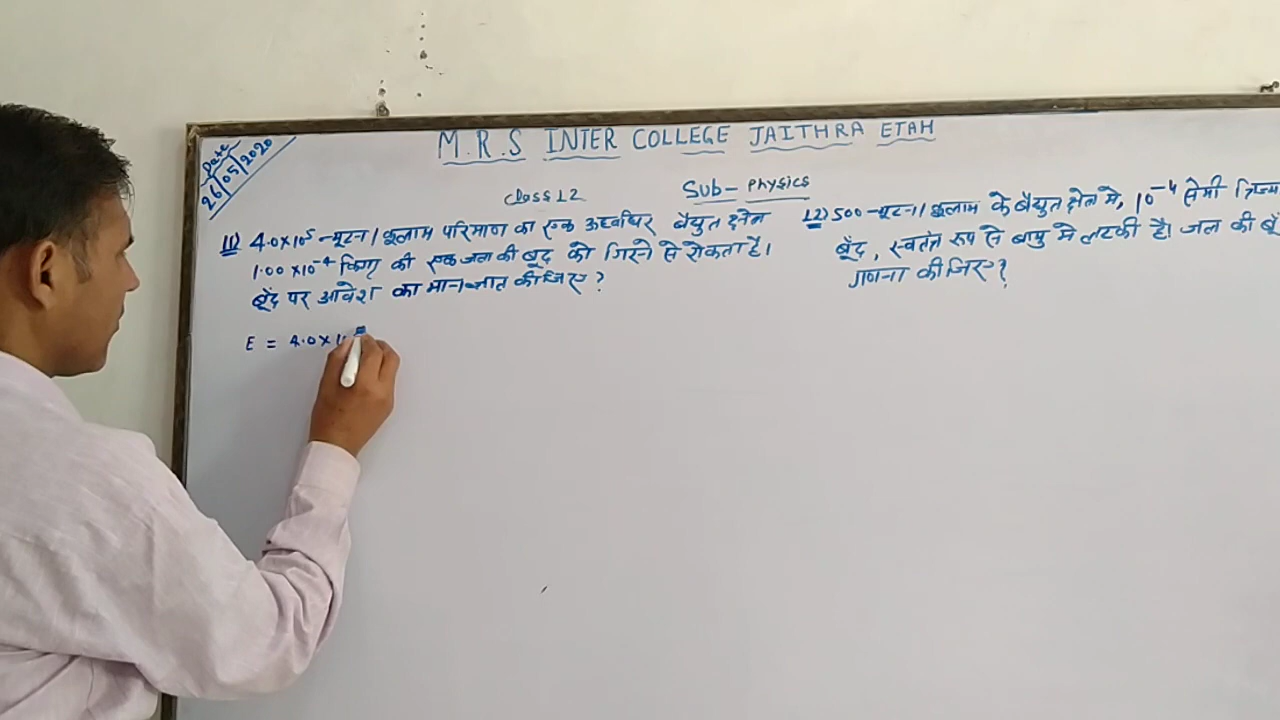 Date
26/05/2020
M.R.S INTER COLLEGE JAITHRA ETAH
Class 12 Sub- Physics
11) 4.0×10⁵ न्यूटन/कूलाम परिमाण का एक उर्ध्वाधर वैद्युत क्षेत्र
1.00×10⁻⁴ किग्रा की एक जल की बूंद को गिरने से रोकता है।
बूँद पर आवेश का मान ज्ञात कीजिए?
E = 4.0×10
12) 500 न्यूटन/कूलाम के वैद्युत क्षेत्र मे, 10⁻⁴ सेमी त्रिज्या
बूँद, स्वतंत्र रूप से वायु मे लटकी है। जल की
गणना कीजिए?